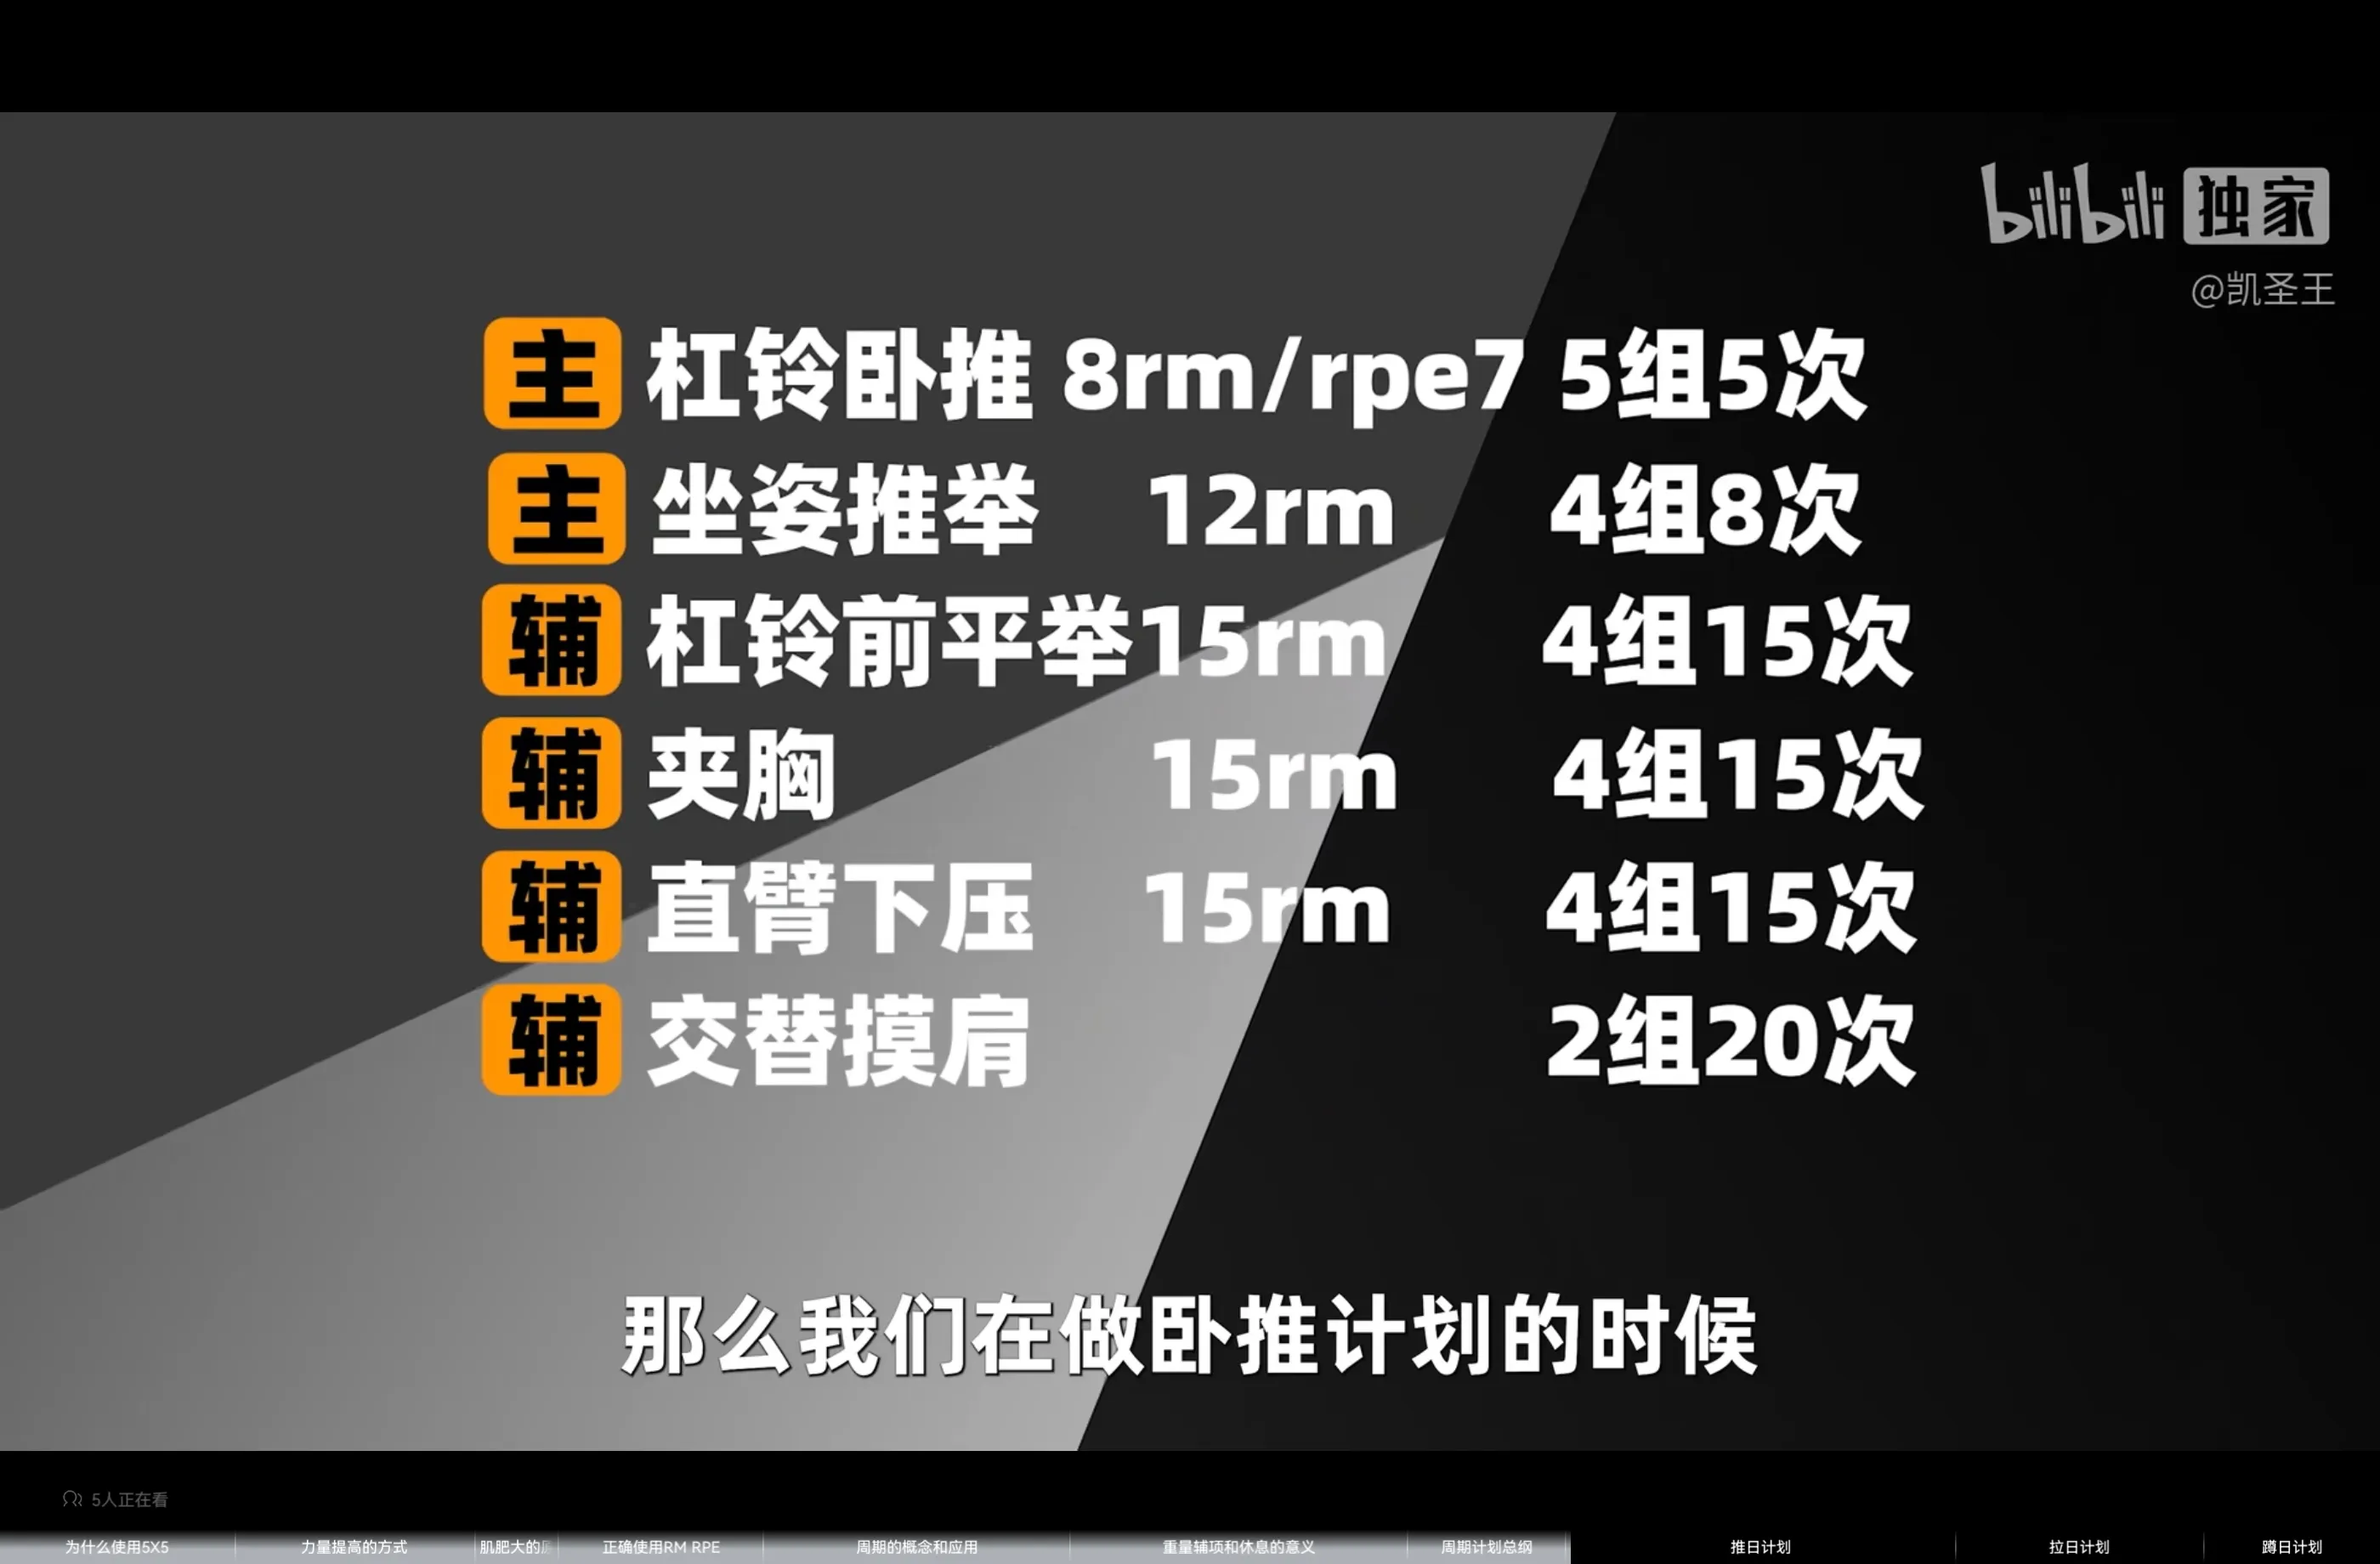 bilibili 独家
@凯圣王
主 杠铃卧推 8rm/rpe7 5组5次
主 坐姿推举 12rm 4组8次
辅 杠铃前平举15rm 4组15次
辅 夹胸 15rm 4组15次
辅 直臂下压 15rm 4组15次
辅 交替摸肩 2组20次
那么我们在做卧推计划的时候
5人正在看
为什么使用5X5 力量提高的方式 肌肥大的 正确使用RM RPE 周期的概念和应用 重量辅项和休息的意义 周期计划总纲 推日计划 拉日计划 蹲日计划